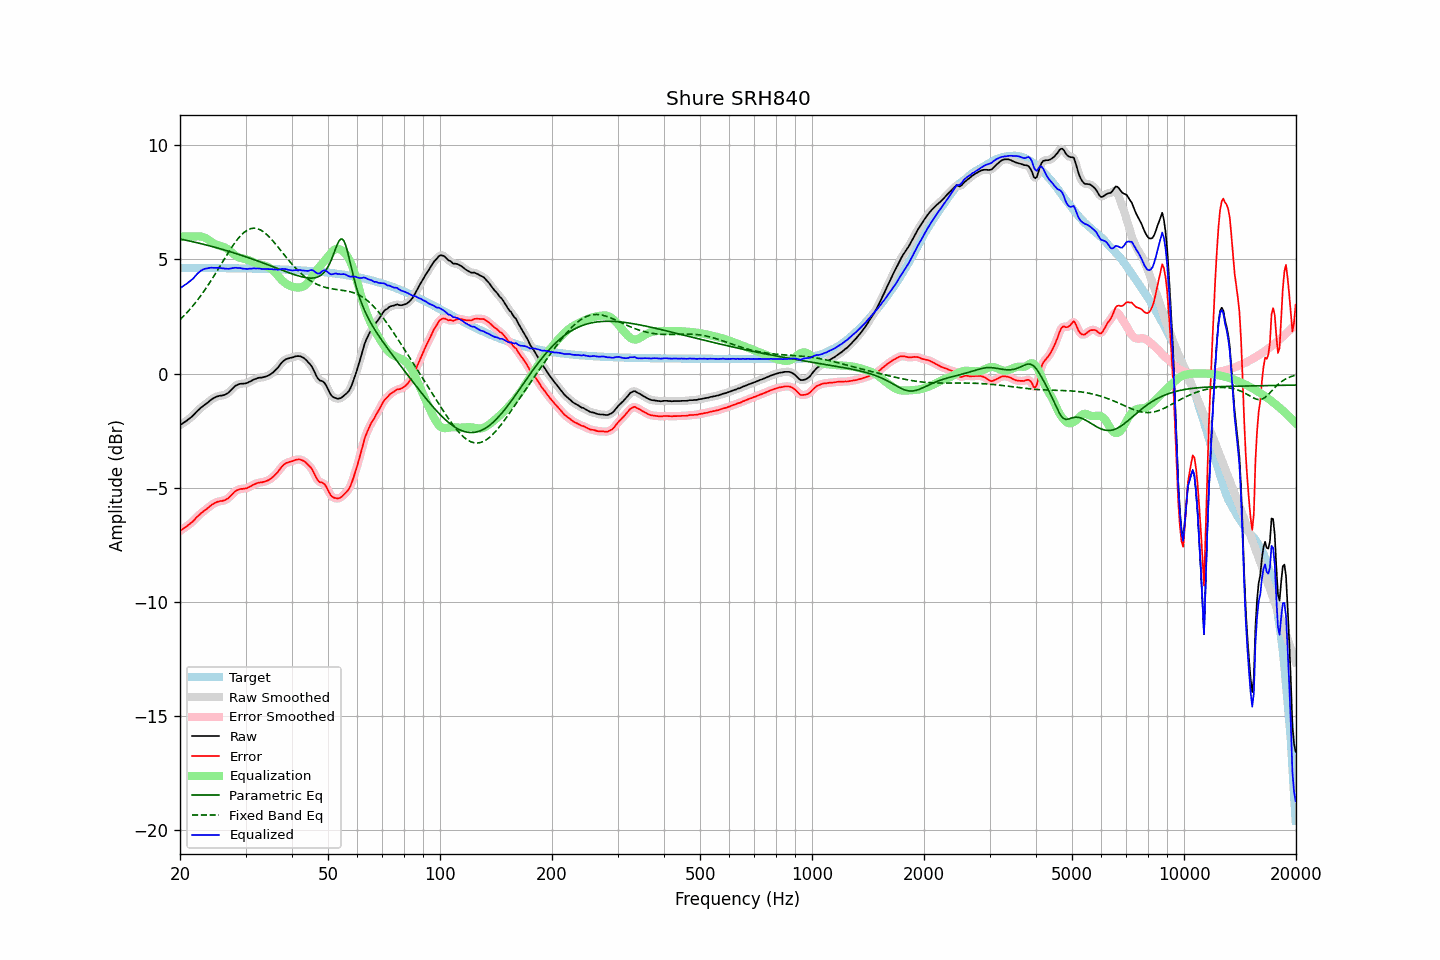 Shure SRH840
Amplitude (dBr)
10
5
0
−5
−10
−15
−20
Target
Raw Smoothed
Error Smoothed
Raw
Error
Equalization
Parametric Eq
Fixed Band Eq
Equalized
20 50 100 200 500 1000 2000 5000 10000 20000
Frequency (Hz)